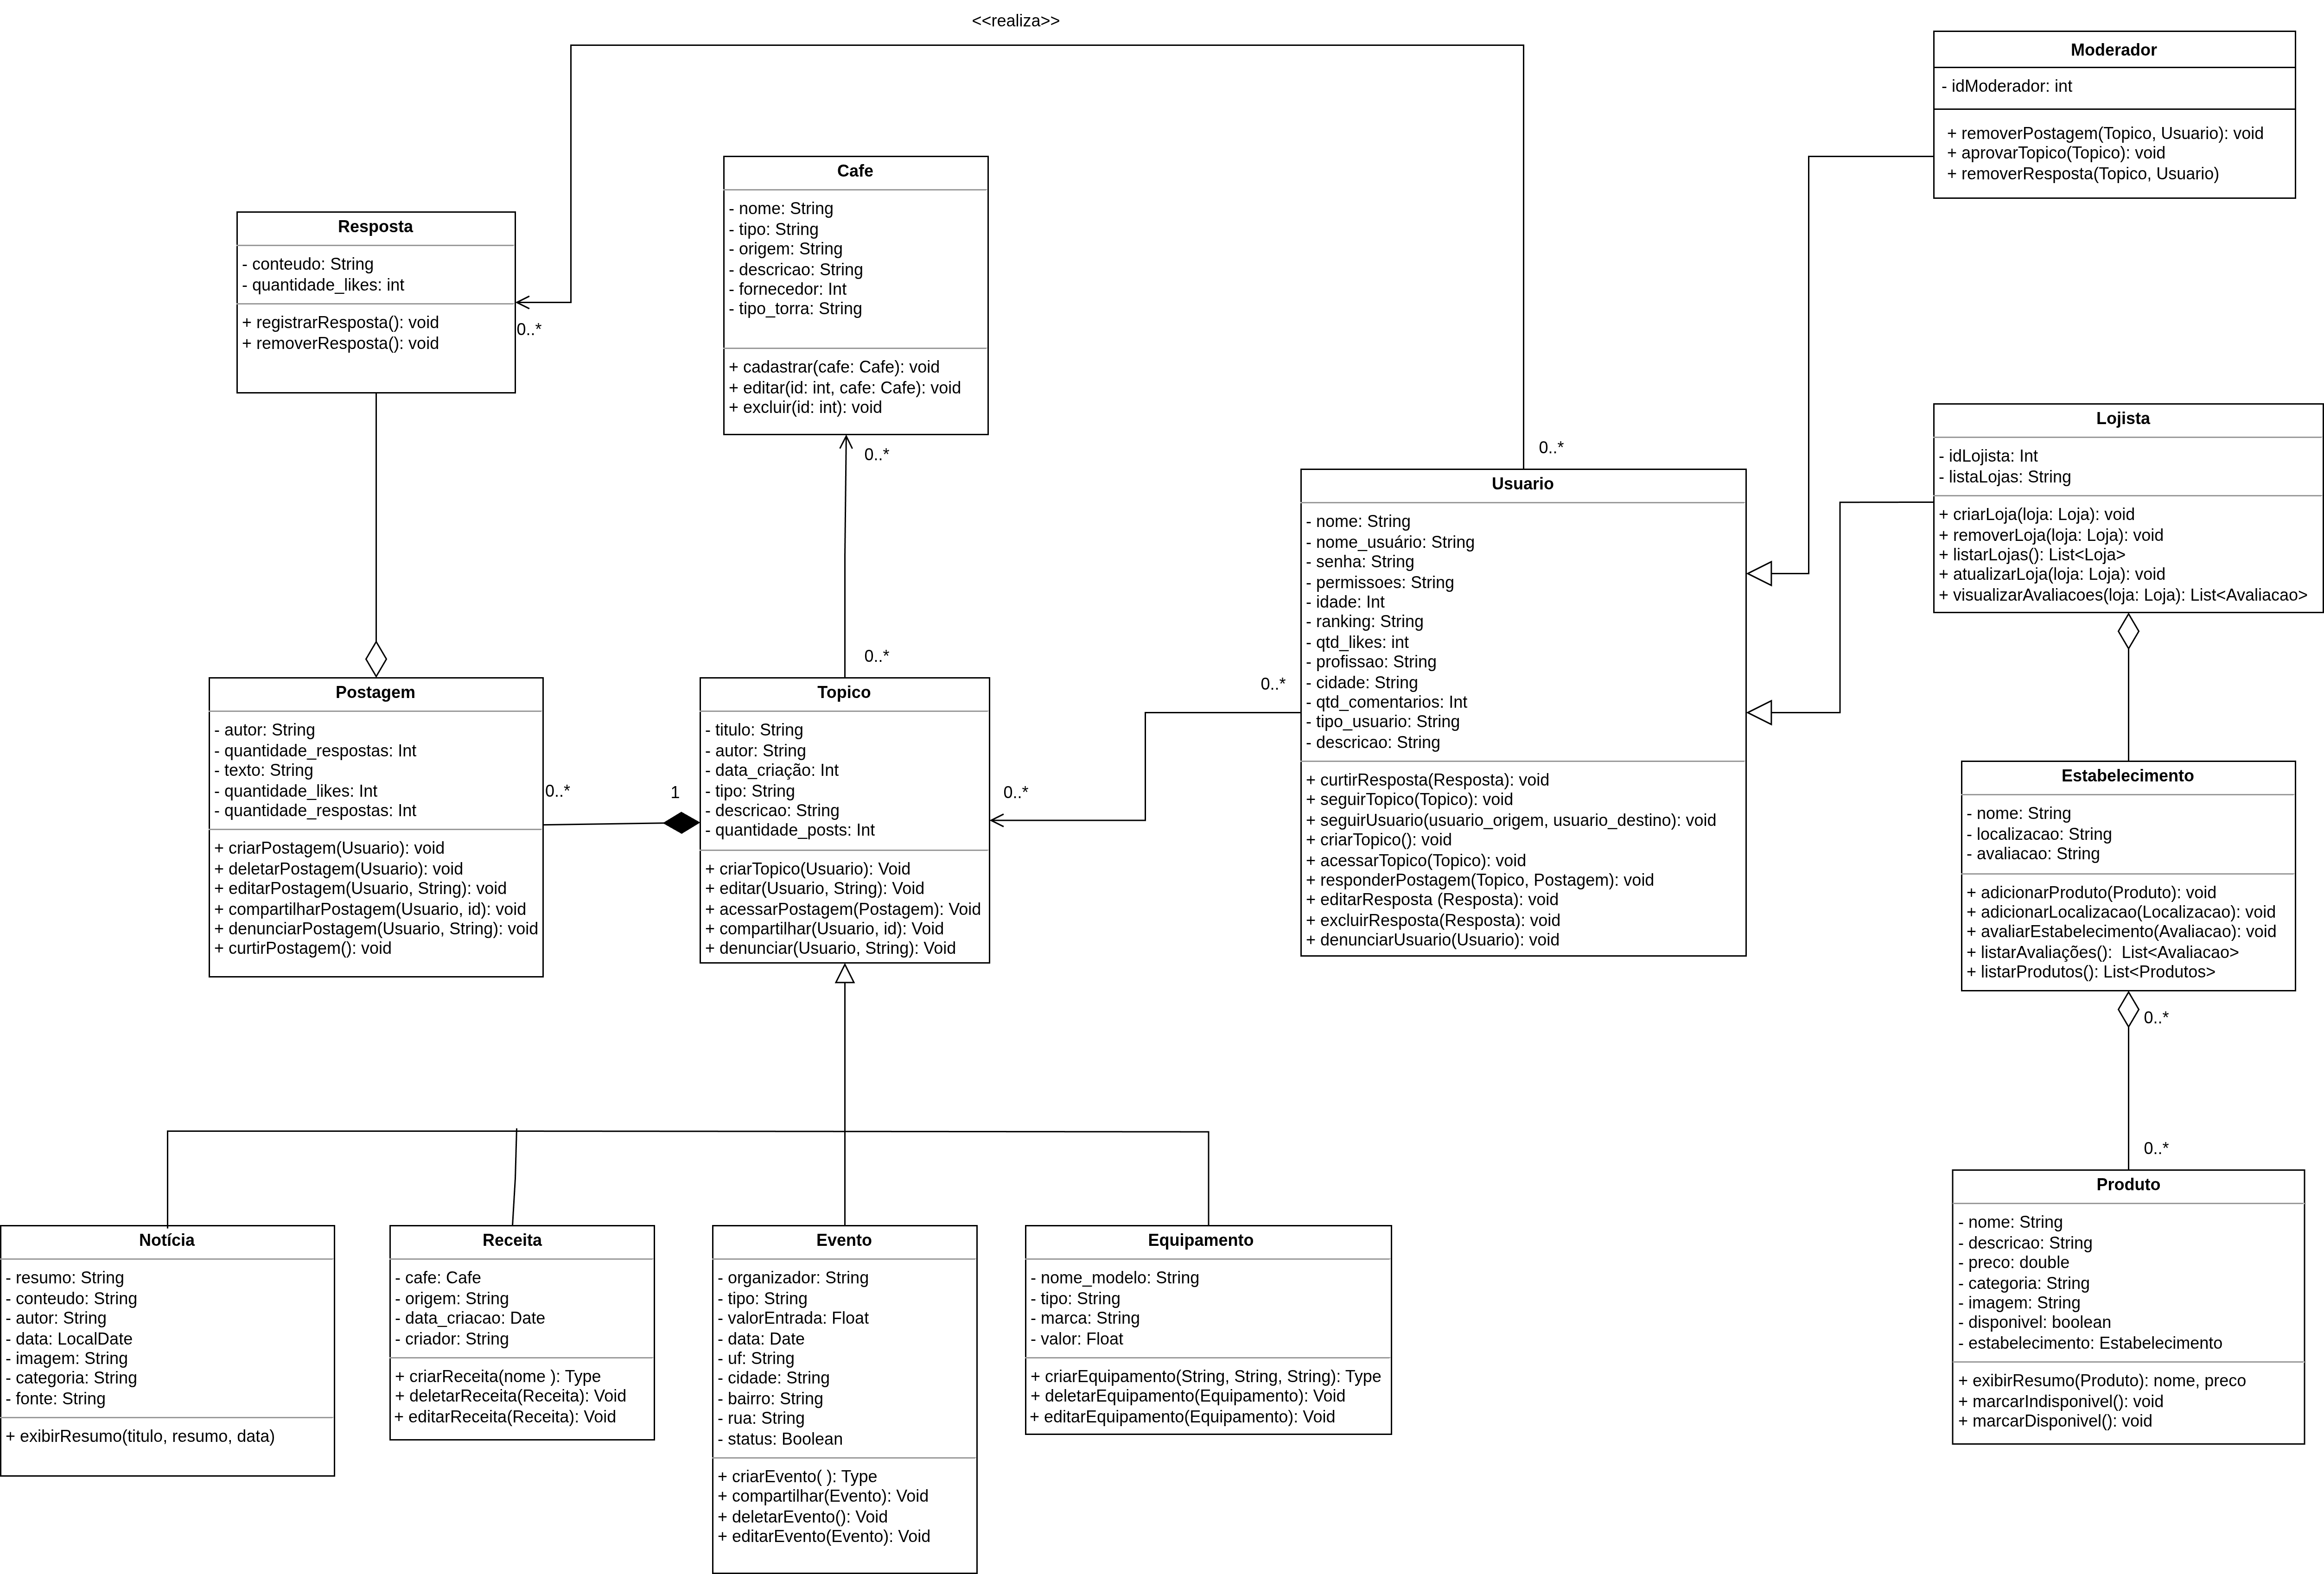 <<realiza>>
Moderador
- idModerador: int
+ removerPostagem(Topico, Usuario): void
+ aprovarTopico(Topico): void
+ removerResposta(Topico, Usuario)
Cafe
- nome: String
- tipo: String
- origem: String
- descricao: String
- fornecedor: Int
- tipo_torra: String
+ cadastrar(cafe: Cafe): void
+ editar(id: int, cafe: Cafe): void
+ excluir(id: int): void
0..*
Resposta
- conteudo: String
- quantidade_likes: int
+ registrarResposta(): void
+ removerResposta(): void
0..*
Lojista
- idLojista: Int
- listaLojas: String
+ criarLoja(loja: Loja): void
+ removerLoja(loja: Loja): void
+ listarLojas(): List<Loja>
+ atualizarLoja(loja: Loja): void
+ visualizarAvaliacoes(loja: Loja): List<Avaliacao>
0..*
Usuario
- nome: String
- nome_usuário: String
- senha: String
- permissoes: String
- idade: Int
- ranking: String
- qtd_likes: int
- profissao: String
- cidade: String
- qtd_comentarios: Int
- tipo_usuario: String
- descricao: String
+ curtirResposta(Resposta): void
+ seguirTopico(Topico): void
+ seguirUsuario(usuario_origem, usuario_destino): void
+ criarTopico(): void
+ acessarTopico(Topico): void
+ responderPostagem(Topico, Postagem): void
+ editarResposta (Resposta): void
+ excluirResposta(Resposta): void
+ denunciarUsuario(Usuario): void
0..*
0..*
Postagem
- autor: String
- quantidade_respostas: Int
- texto: String
- quantidade_likes: Int
- quantidade_respostas: Int
+ criarPostagem(Usuario): void
+ deletarPostagem(Usuario): void
+ editarPostagem(Usuario, String): void
+ compartilharPostagem(Usuario, id): void
+ denunciarPostagem(Usuario, String): void
+ curtirPostagem(): void
0..*
1
Topico
- titulo: String
- autor: String
- data_criação: Int
- tipo: String
- descricao: String
- quantidade_posts: Int
+ criarTopico(Usuario): Void
+ editar(Usuario, String): Void
+ acessarPostagem(Postagem): Void
+ compartilhar(Usuario, id): Void
+ denunciar(Usuario, String): Void
0..*
Estabelecimento
- nome: String
- localizacao: String
- avaliacao: String
+ adicionarProduto(Produto): void
+ adicionarLocalizacao(Localizacao): void
+ avaliarEstabelecimento(Avaliacao): void
+ listarAvaliações():  List<Avaliacao>
+ listarProdutos(): List<Produtos>
0..*
0..*
Produto
- nome: String
- descricao: String
- preco: double
- categoria: String
- imagem: String
- disponivel: boolean
- estabelecimento: Estabelecimento
+ exibirResumo(Produto): nome, preco
+ marcarIndisponivel(): void
+ marcarDisponivel(): void
Notícia
- resumo: String
- conteudo: String
- autor: String
- data: LocalDate
- imagem: String
- categoria: String
- fonte: String
+ exibirResumo(titulo, resumo, data)
Receita
- cafe: Cafe
- origem: String
- data_criacao: Date
- criador: String
+ criarReceita(nome ): Type
+ deletarReceita(Receita): Void
+ editarReceita(Receita): Void
Evento
- organizador: String
- tipo: String
- valorEntrada: Float
- data: Date
- uf: String
- cidade: String
- bairro: String
- rua: String
- status: Boolean
+ criarEvento( ): Type
+ compartilhar(Evento): Void
+ deletarEvento(): Void
+ editarEvento(Evento): Void
Equipamento
- nome_modelo: String
- tipo: String
- marca: String
- valor: Float
+ criarEquipamento(String, String, String): Type
+ deletarEquipamento(Equipamento): Void
+ editarEquipamento(Equipamento): Void